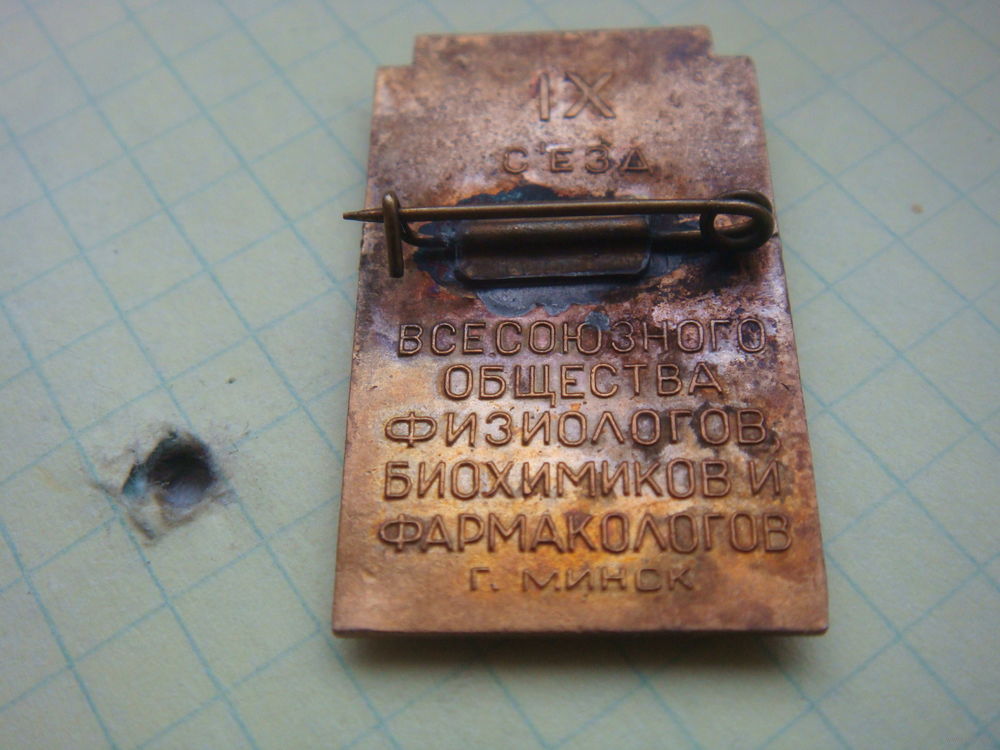 IX
С'ЕЗД
ВСЕСОЮЗНОГО
ОБЩЕСТВА
ФИЗИОЛОГОВ,
БИОХИМИКОВ И
ФАРМАКОЛОГОВ
Г. МИНСК